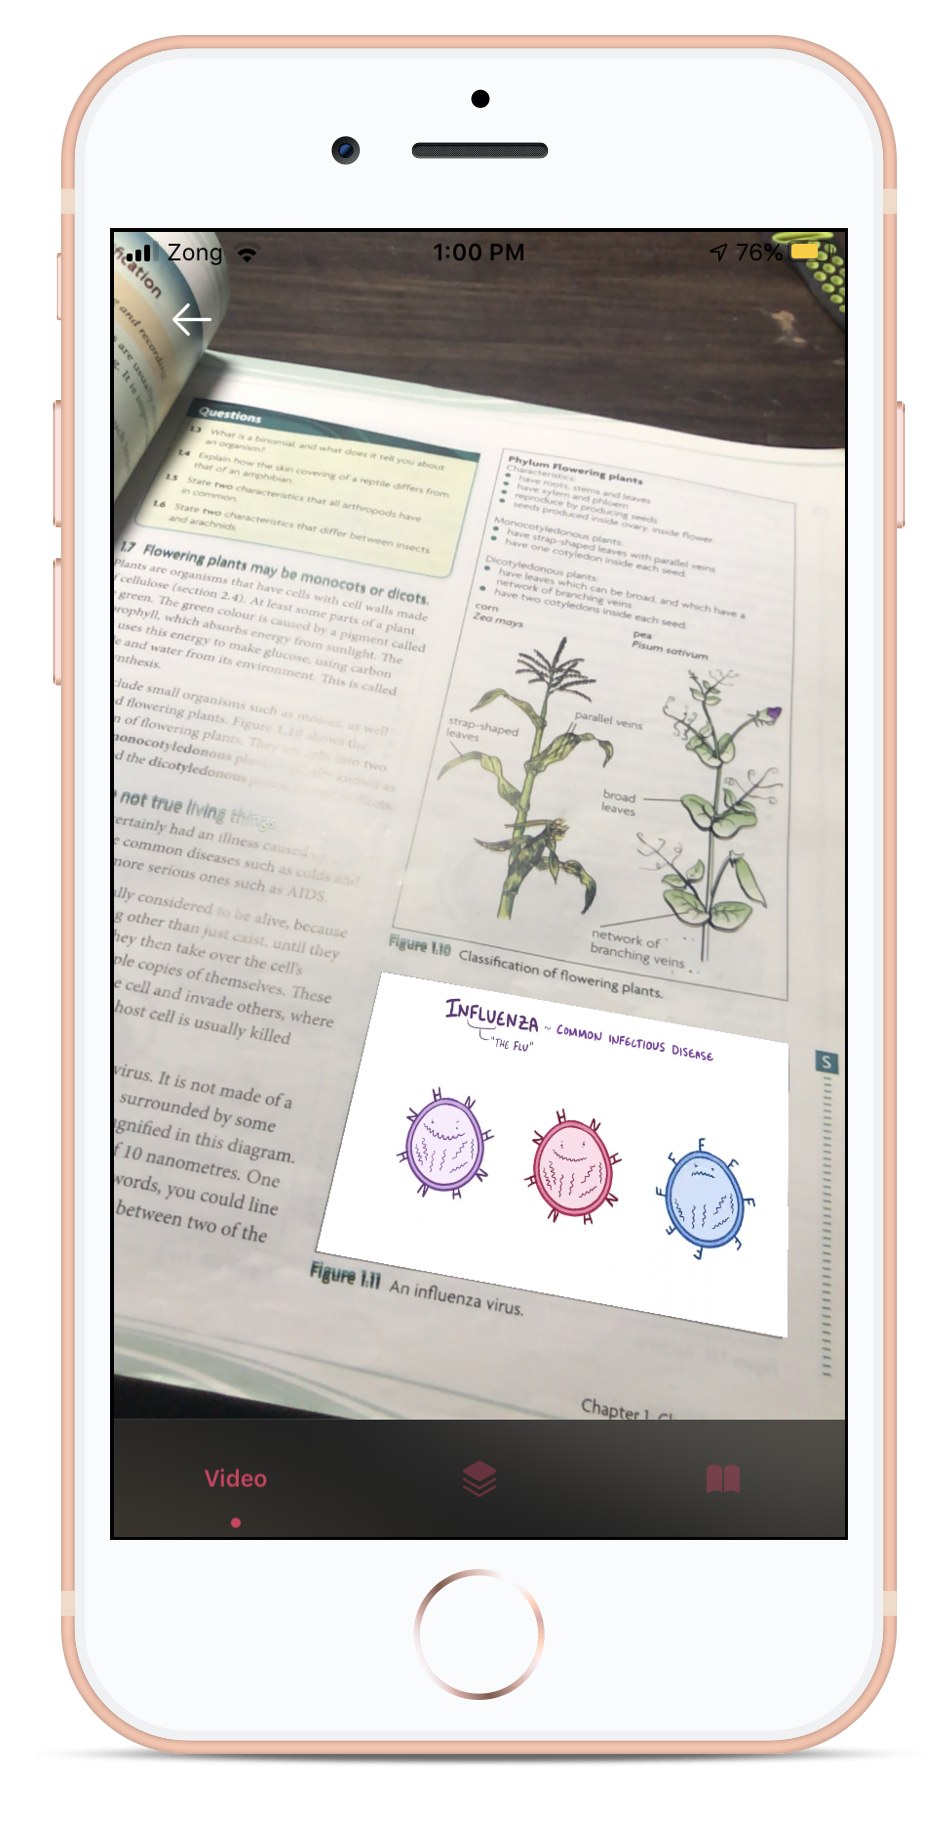 Zong
1:00 PM
76%
fication
and recording
are usually
It is
Questions
1.3 What is a binomial, and what does it tell you about
an organism?
1.4 Explain how the skin covering of a reptile differs from
that of an amphibian.
1.5 State two characteristics that all arthropods have
in common.
1.6 State two characteristics that differ between insects
and arachnids.
1.7 Flowering plants may be monocots or dicots.
Plants are organisms that have cells with cell walls made
f cellulose (section 2.4). At least some parts of a plant
green. The green colour is caused by a pigment called
rophyll, which absorbs energy from sunlight. The
uses this energy to make glucose, using carbon
e and water from its environment. This is called
ynthesis.
clude small organisms such as mosses, as well
d flowering plants. Figure 1.10 shows the
n of flowering plants. They are split into two
monocotyledonous plants known as
d the dicotyledonous dicots.
not true living things
ertainly had an illness caused
e common diseases such as colds and
more serious ones such as AIDS.
ally considered to be alive, because
g other than just exist, until they
hey then take over the cell's
ple copies of themselves. These
e cell and invade others, where
host cell is usually killed
virus. It is not made of a
surrounded by some
agnified in this diagram.
f 10 nanometres. One
words, you could line
between two of the
Phylum Flowering plants
Characteristics:
• have roots, stems and leaves
• have xylem and phloem
• reproduce by producing seeds
• seeds produced inside ovary, inside flower.
Monocotyledonous plants:
• have strap-shaped leaves with parallel veins
• have one cotyledon inside each seed.
Dicotyledonous plants:
• have leaves which can be broad, and which have a
network of branching veins
• have two cotyledons inside each seed.
corn
Zea mays
pea
Pisum sativum
strap-shaped
leaves
parallel veins
broad
leaves
network of
branching veins
Figure 1.10 Classification of flowering plants.
INFLUENZA ~ COMMON INFECTIOUS DISEASE
"THE FLU"
H N H N H N H N
H N H N H N H
F F F F F F F F
Figure 1.11 An influenza virus.
S
Chapter 1
Video